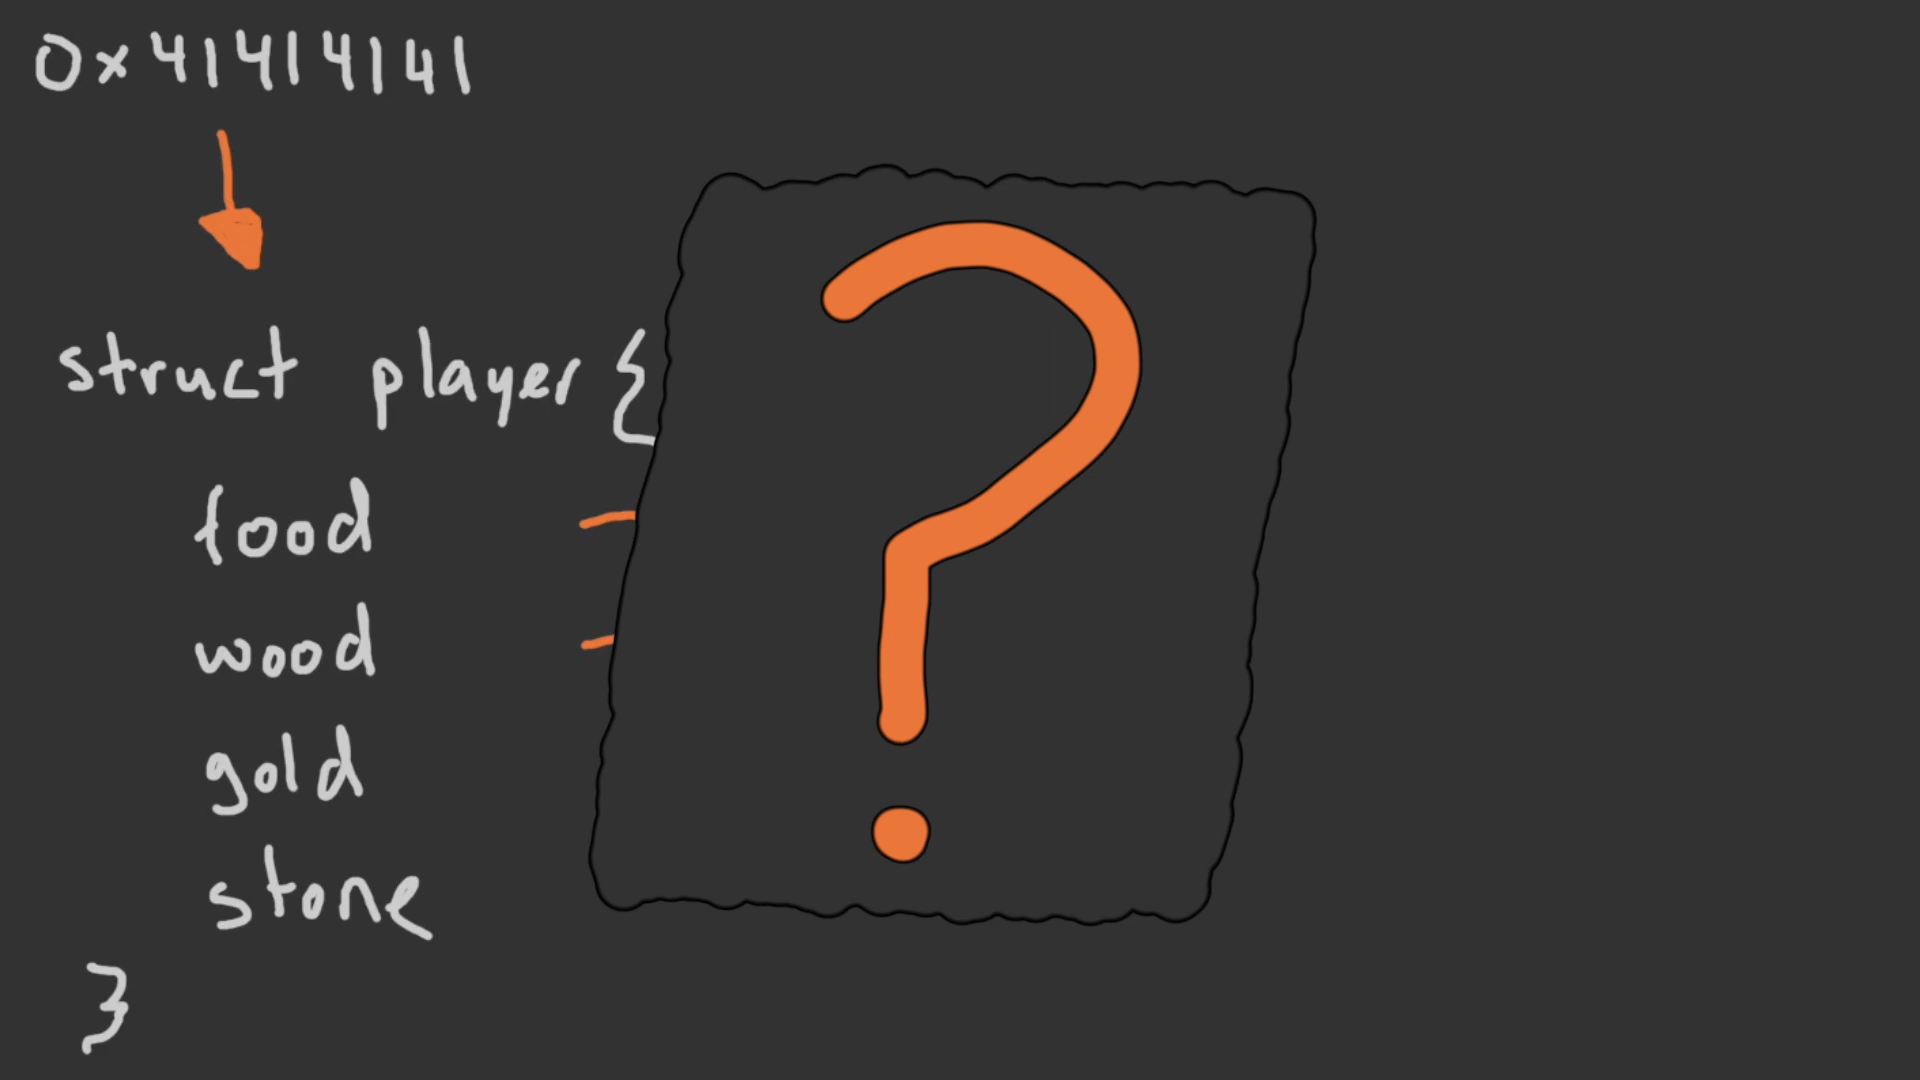 0x41414141
struct player {
food
wood
gold
stone
}
?